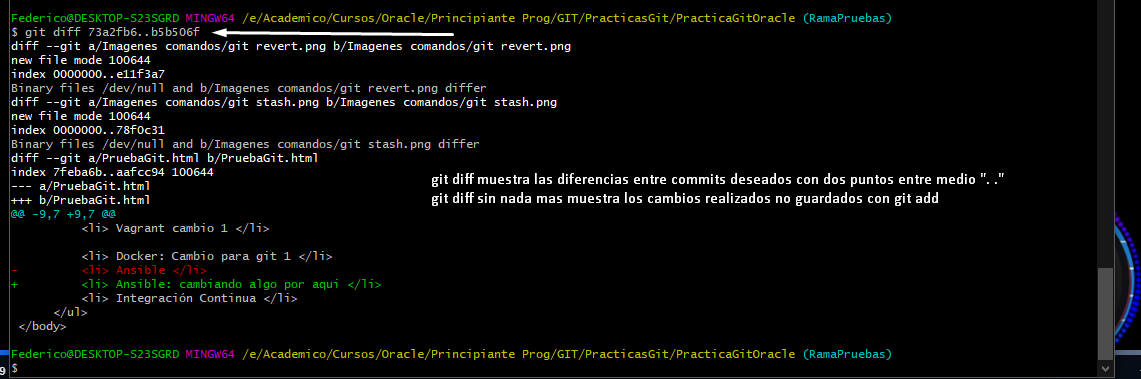 Federico@DESKTOP-S23SGRD MINGW64 /e/Academico/Cursos/Oracle/Principiante Prog/GIT/PracticasGit/PracticaGitOracle (RamaPruebas)
$ git diff 73a2fb6..b5b506f
diff --git a/Imagenes comandos/git revert.png b/Imagenes comandos/git revert.png
new file mode 100644
index 0000000..e11f3a7
Binary files /dev/null and b/Imagenes comandos/git revert.png differ
diff --git a/Imagenes comandos/git stash.png b/Imagenes comandos/git stash.png
new file mode 100644
index 0000000..78f0c31
Binary files /dev/null and b/Imagenes comandos/git stash.png differ
diff --git a/PruebaGit.html b/PruebaGit.html
index 7feba6b..aafcc94 100644
--- a/PruebaGit.html
+++ b/PruebaGit.html
git diff muestra las diferencias entre commits deseados con dos puntos entre medio ". ."
git diff sin nada mas muestra los cambios realizados no guardados con git add
@@ -9,7 +9,7 @@
<li> Vagrant cambio 1 </li>
<li> Docker: Cambio para git 1 </li>
- <li> Ansible </li>
+ <li> Ansible: cambiando algo por aqui </li>
<li> Integración Continua </li>
</ul>
</body>
Federico@DESKTOP-S23SGRD MINGW64 /e/Academico/Cursos/Oracle/Principiante Prog/GIT/PracticasGit/PracticaGitOracle (RamaPruebas)
$
9